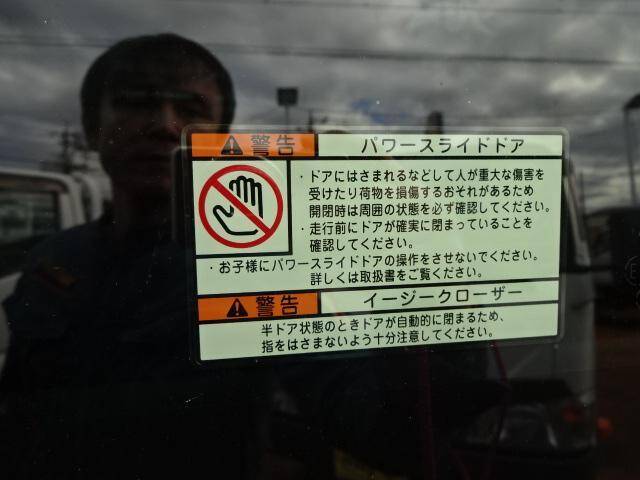 警告 パワースライドドア
・ドアにはさまれるなどして人が重大な傷害を
受けたり荷物を損傷するおそれがあるため
開閉時は周囲の状態を必ず確認してください。
・走行前にドアが確実に閉まっていることを
確認してください。
・お子様にパワースライドドアの操作をさせないでください。
詳しくは取扱書をご覧ください。
警告 イージークローザー
半ドア状態のときドアが自動的に閉まるため、
指をはさまないよう十分注意してください。